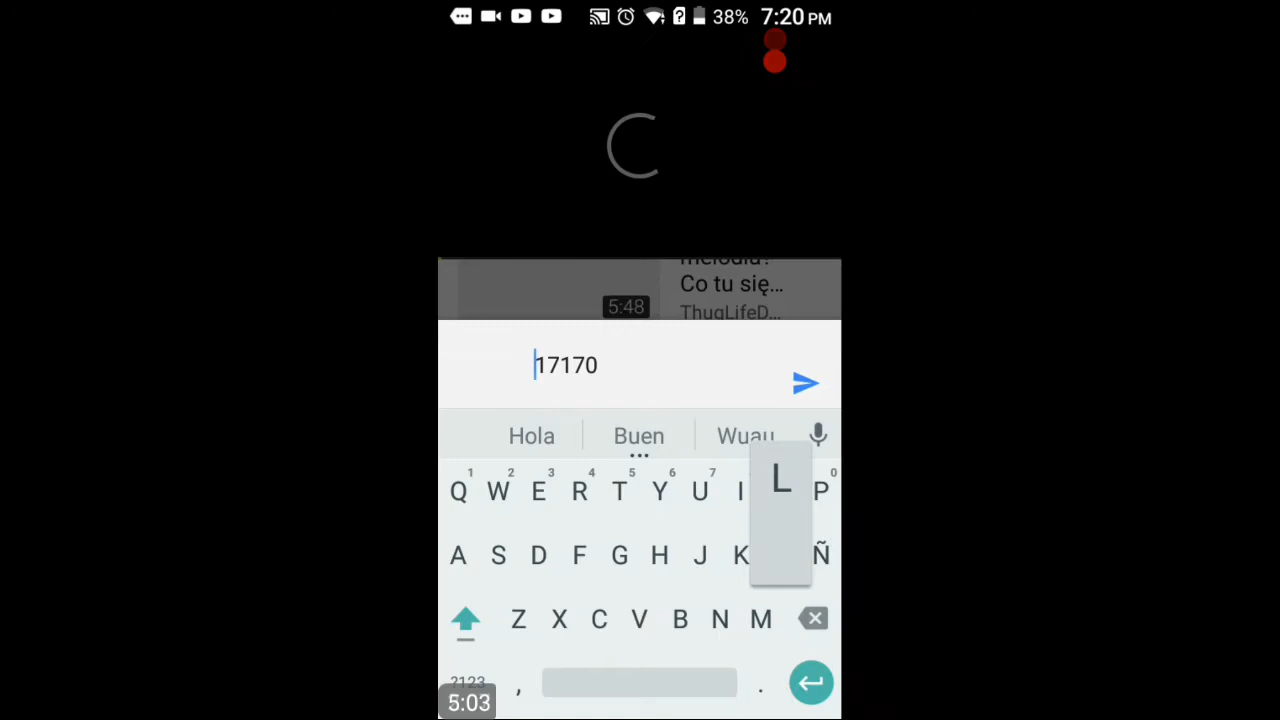 38% 7:20 PM
Co tu się...
5:48
ThugLifeD...
17170
Hola Buen Wuau
1 2 3 4 5 6 7 0
Q W E R T Y U I P
L
A S D F G H J K Ñ
Z X C V B N M
?123 , .
5:03